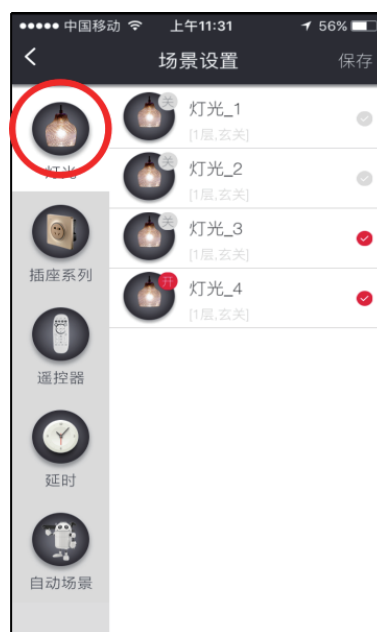 中国移动 上午11:31 56%
场景设置 保存
灯光
插座系列
遥控器
延时
自动场景
关 灯光_1
[1层,玄关]
关 灯光_2
[1层,玄关]
关 灯光_3
[1层,玄关]
开 灯光_4
[1层,玄关]